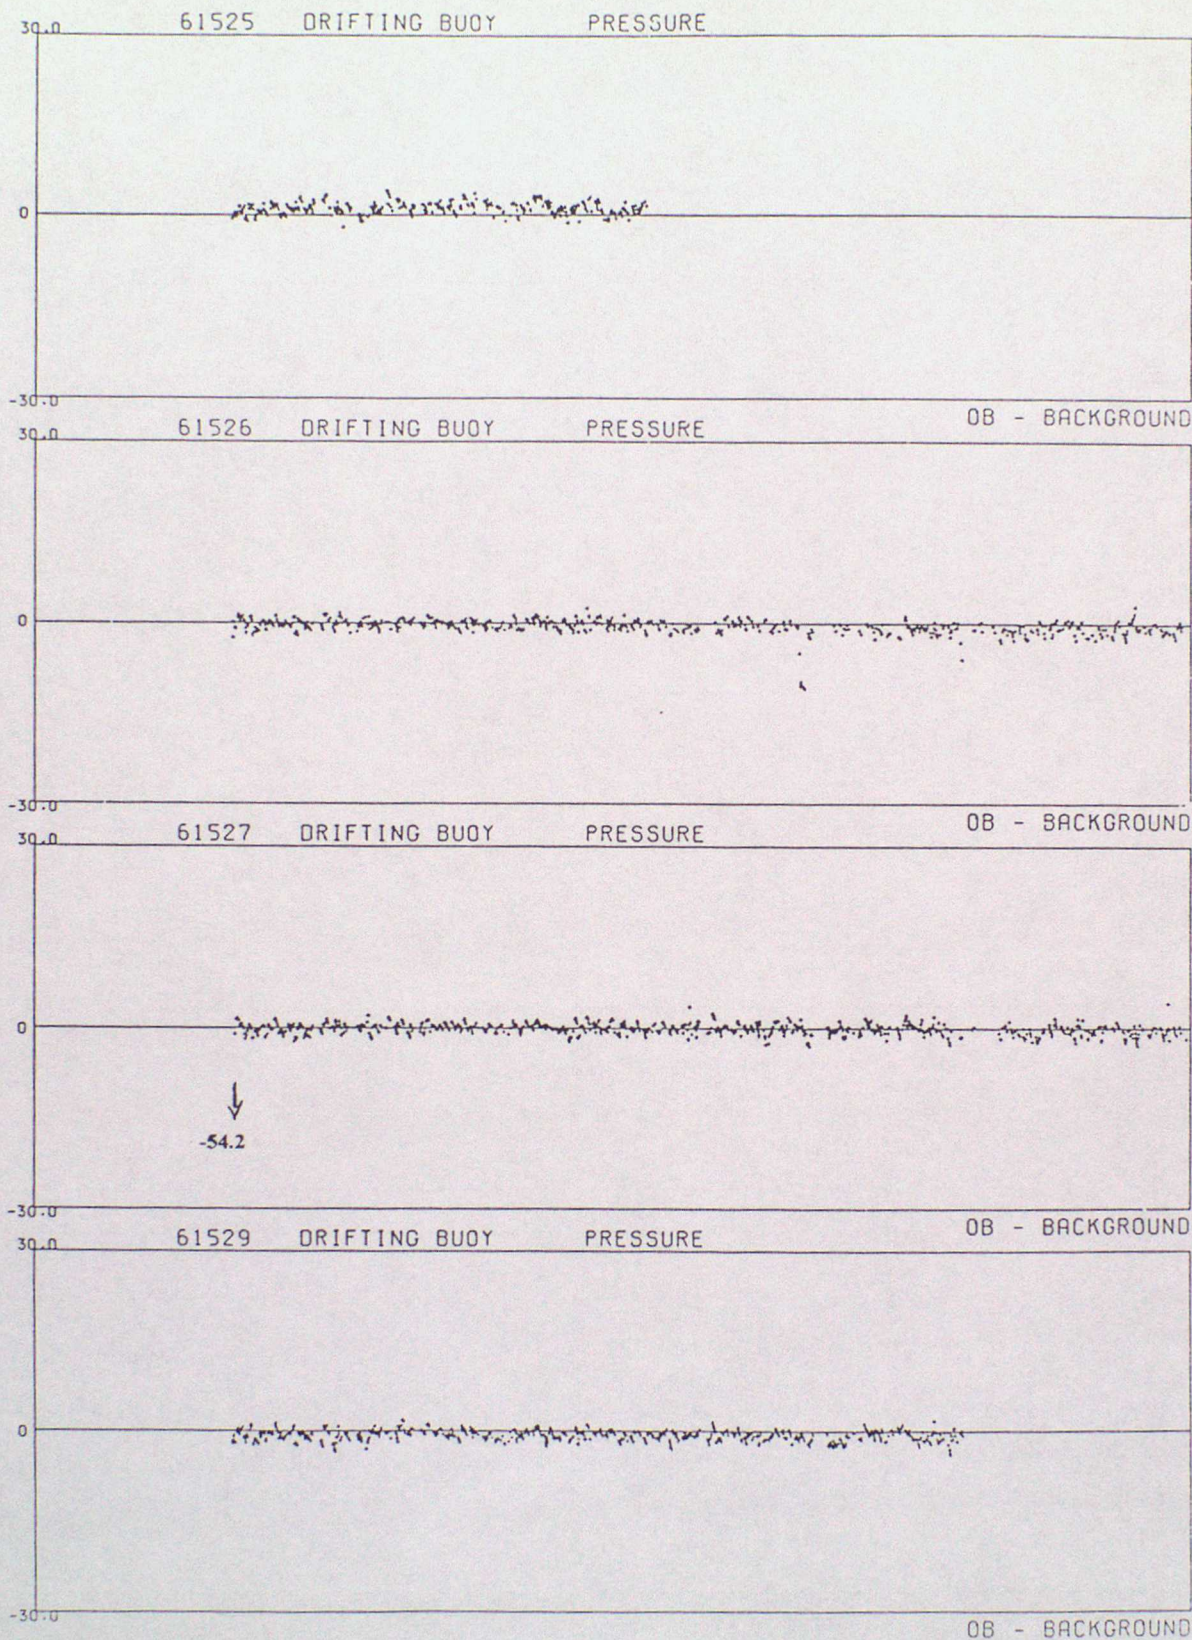 61525 DRIFTING BUOY PRESSURE
30.0
0
-30.0
OB - BACKGROUND
61526 DRIFTING BUOY PRESSURE
30.0
0
-30.0
OB - BACKGROUND
61527 DRIFTING BUOY PRESSURE
30.0
0
-54.2
-30.0
OB - BACKGROUND
61529 DRIFTING BUOY PRESSURE
30.0
0
-30.0
OB - BACKGROUND